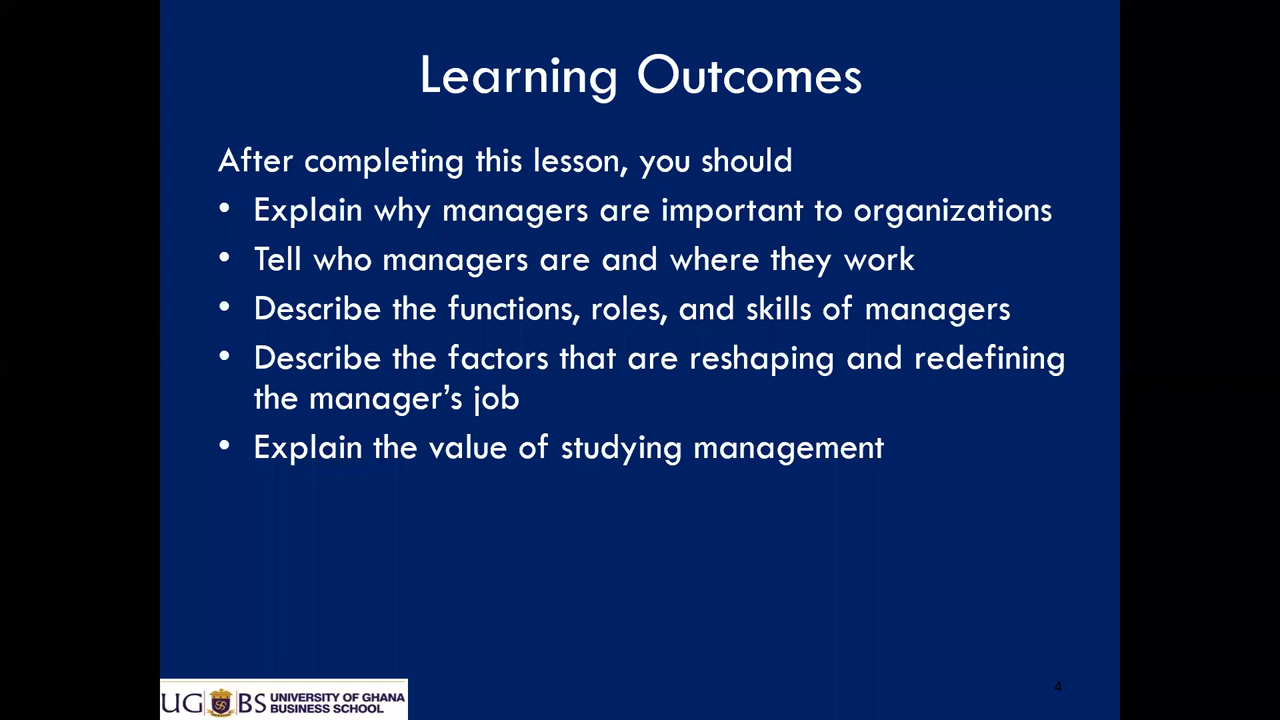 Learning Outcomes
After completing this lesson, you should
• Explain why managers are important to organizations
• Tell who managers are and where they work
• Describe the functions, roles, and skills of managers
• Describe the factors that are reshaping and redefining
the manager's job
• Explain the value of studying management
UG BS UNIVERSITY OF GHANA
BUSINESS SCHOOL
4